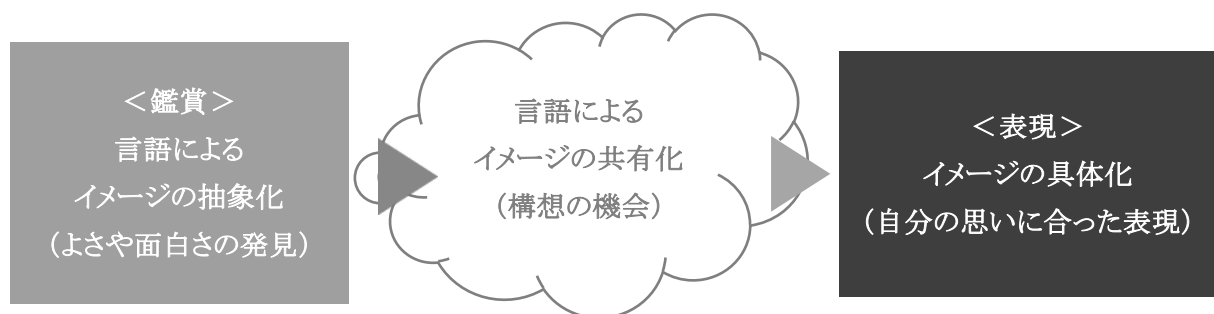 ＜鑑賞＞
言語による
イメージの抽象化
（よさや面白さの発見）
言語による
イメージの共有化
（構想の機会）
＜表現＞
イメージの具体化
（自分の思いに合った表現）